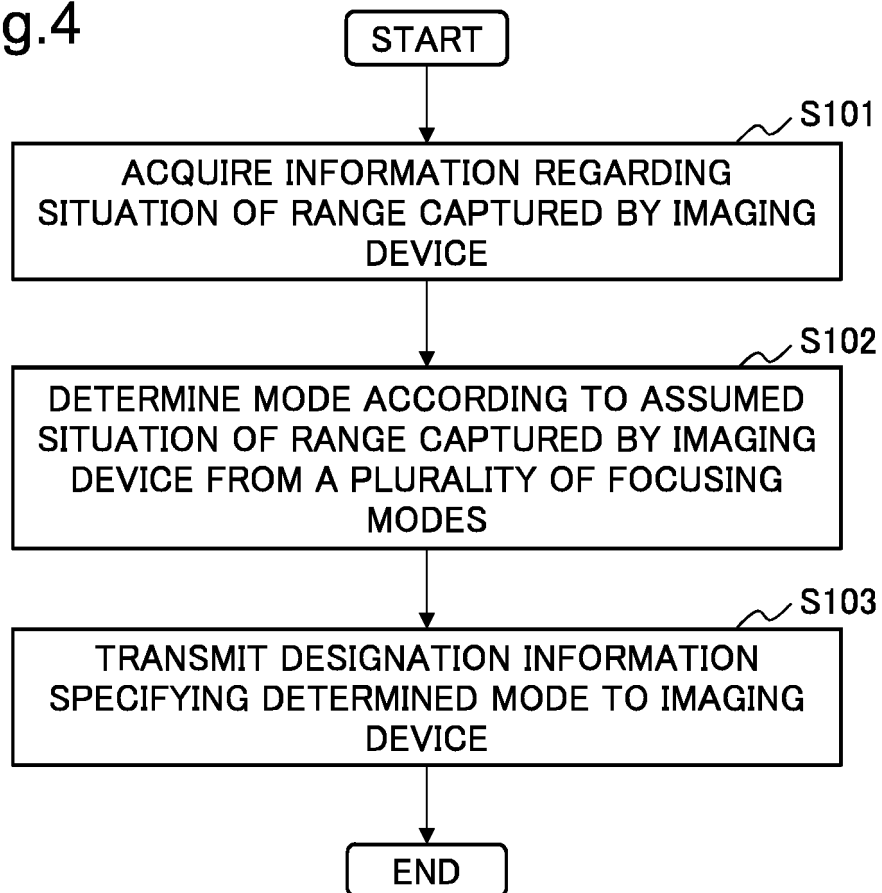 g.4
START
S101
ACQUIRE INFORMATION REGARDING
SITUATION OF RANGE CAPTURED BY IMAGING
DEVICE
S102
DETERMINE MODE ACCORDING TO ASSUMED
SITUATION OF RANGE CAPTURED BY IMAGING
DEVICE FROM A PLURALITY OF FOCUSING
MODES
S103
TRANSMIT DESIGNATION INFORMATION
SPECIFYING DETERMINED MODE TO IMAGING
DEVICE
END